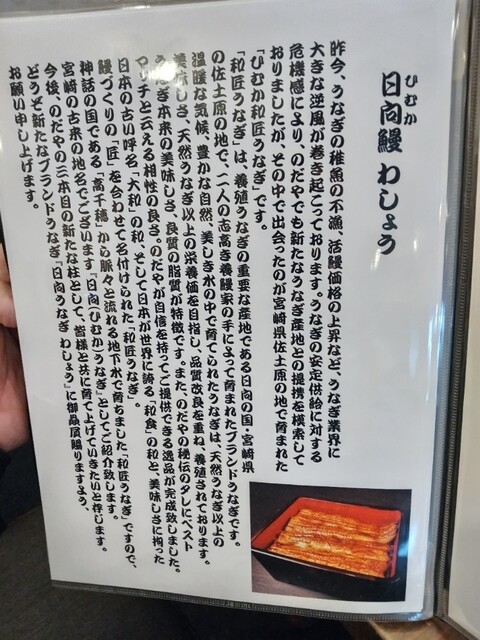 ひむか
日向鰻 わしょう
昨今、うなぎの稚魚の不漁、活鰻価格の上昇など、うなぎ業界に
大きな逆風が巻き起こっております。うなぎの安定供給に対する
危機感により、のだやでも新たなうなぎ産地との提携を模索して
おりましたが、その中で出会ったのが宮崎県佐土原の地で育まれた
「ひむか和匠うなぎ」です。
「和匠うなぎ」は、養殖うなぎの重要な産地である日向の国・宮崎県
の佐土原の地で、二人の志高き養鰻家の手によって育まれたブランドうなぎです。
温暖な気候、豊かな自然、美しき水の中で育てられたうなぎは、天然うなぎ以上の
美味しさ、天然うなぎ以上の栄養価を目指し、品質改良を重ね、養殖されております。
うなぎ本来の美味しさ、良質の脂質が特徴です。また、のだやの秘伝のタレにベスト
マッチと云える相性の良さ。のだやが自信を持ってご提供できる逸品が完成致しました。
日本の古い呼名「大和」の和、そして日本が世界に誇る「和食」の和と、美味しさに拘った
鰻づくりの「匠」を合わせて名付けられた「和匠うなぎ」。
神話の国である「高千穂」から脈々と流れる地下水で育ちました「和匠うなぎ」ですので、
宮崎の古来の地名でございます「日向(ひむか)うなぎ」としてご紹介致します。
今後、のだやの三本目の新たな柱として、皆様と共に育て上げていきたいと存じます。
どうぞ新たなブランドうなぎ「日向うなぎ わしょう」に御贔屓賜りますよう、
お願い申し上げます。